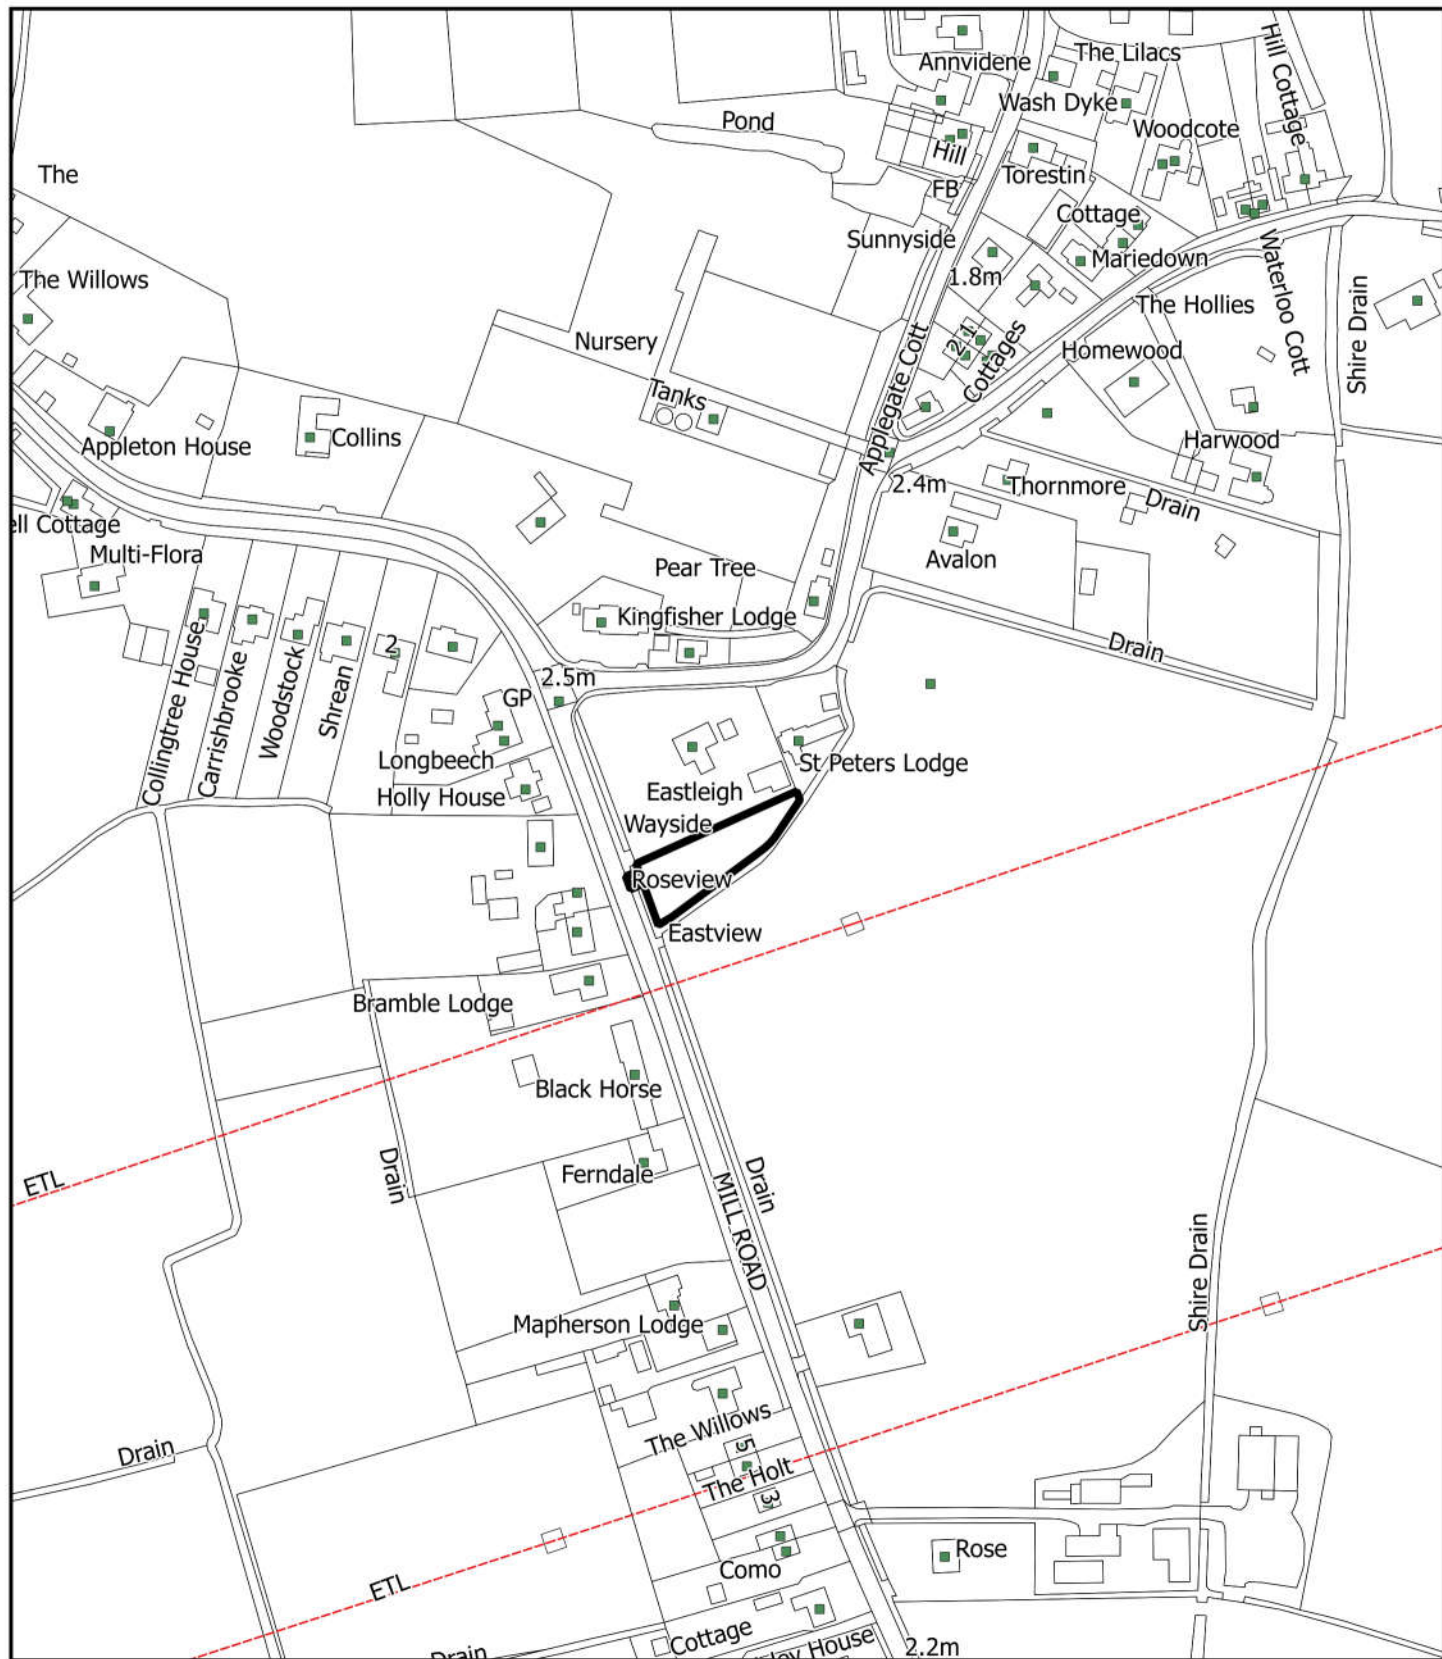 Annvidene
The Lilacs
Hill Cottage
Wash Dyke
Pond
Woodcote
Hill
The
Torestin
FB
Cottage
Sunnyside
Mariedown
Waterloo Cott
The Willows
1.8m
The Hollies
Shire Drain
Nursery
2 1
Cottages
Homewood
Applegate Cott
Tanks
Collins
Appleton House
Harwood
2.4m
Thornmore
Drain
ell Cottage
Multi-Flora
Avalon
Pear Tree
Kingfisher Lodge
Collingtree House
Carrishbrooke
Woodstock
Shrean
2
Drain
2.5m
GP
Longbeech
St Peters Lodge
Holly House
Eastleigh
Wayside
Roseview
Eastview
Bramble Lodge
Black Horse
ETL
Drain
Ferndale
Drain
MILL ROAD
Shire Drain
Mapherson Lodge
The Willows
5
Drain
The Holt
3
Rose
Como
ETL
Cottage
Drain
ley House
2.2m